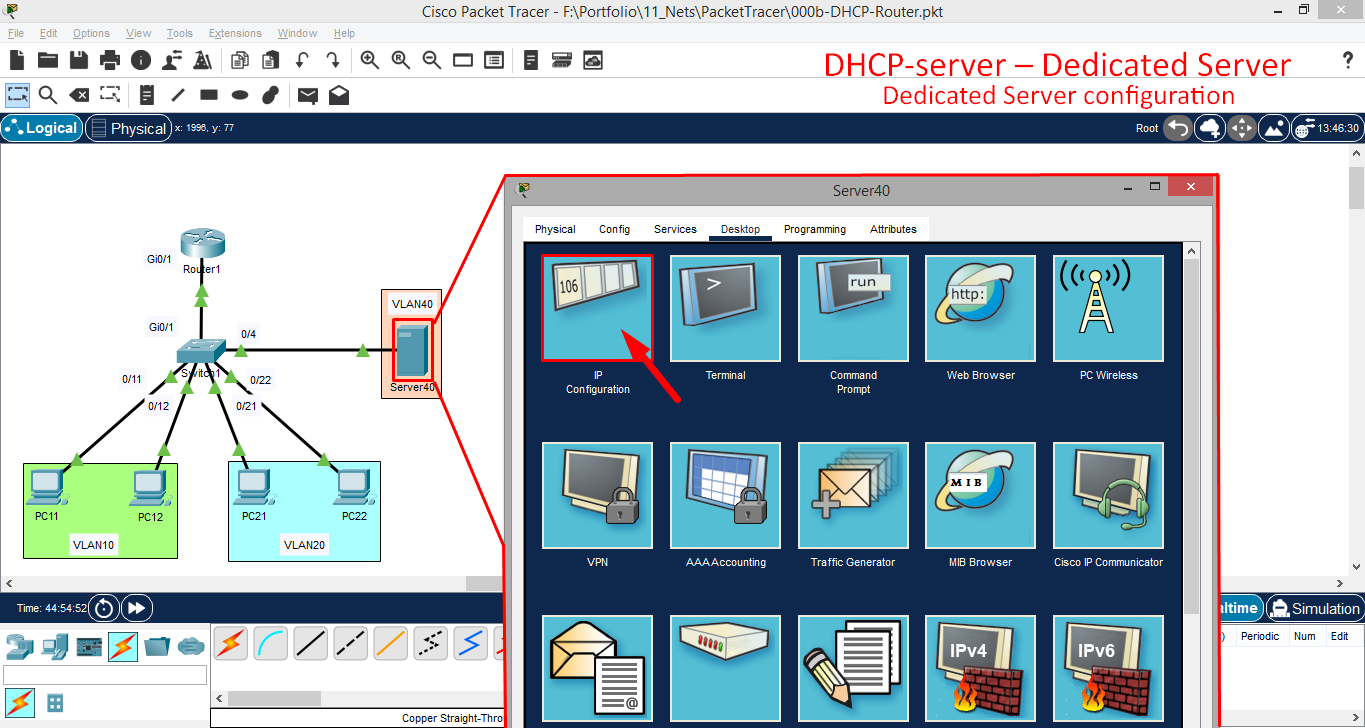 Cisco Packet Tracer - F:\Portfolio\11_Nets\PacketTracer\000b-DHCP-Router.pkt
File Edit Options View Tools Extensions Window Help
DHCP-server – Dedicated Server
Dedicated Server configuration
?
Logical Physical x: 1996, y: 77 Root 13:46:30
Server40
Physical Config Services Desktop Programming Attributes
106
>
run
http:
IP
Configuration
Terminal
Command
Prompt
Web Browser
PC Wireless
MIB
VPN
AAA Accounting
Traffic Generator
MIB Browser
Cisco IP Communicator
@
IPv4
IPv6
Gi0/1
Router1
Gi0/1
0/4
VLAN40
Switch1
Server40
0/11
0/22
0/12
0/21
PC11
PC12
VLAN10
PC21
PC22
VLAN20
Time: 44:54:52
altime Simulation
) Periodic Num Edit
Copper Straight-Thro